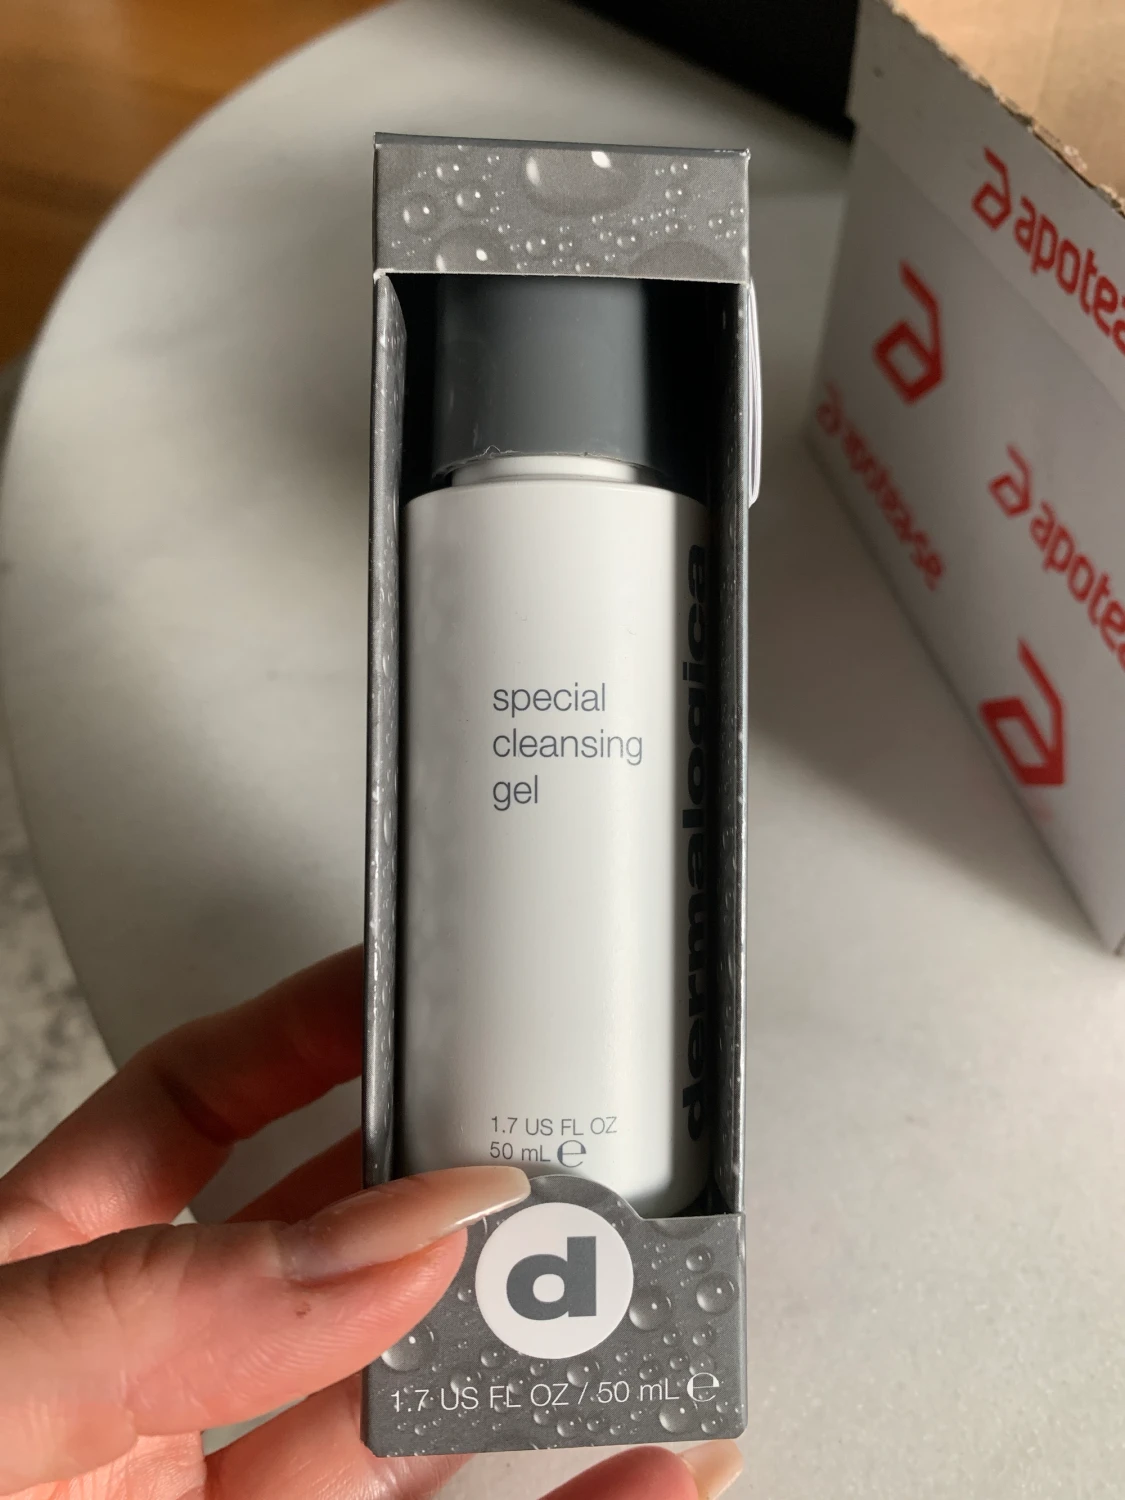 special
cleansing
gel
dermalogica
1.7 US FL OZ
50 mL ℮
d
1.7 US FL OZ / 50 mL ℮
a apotea
a
a apotea.se
a apotea
a